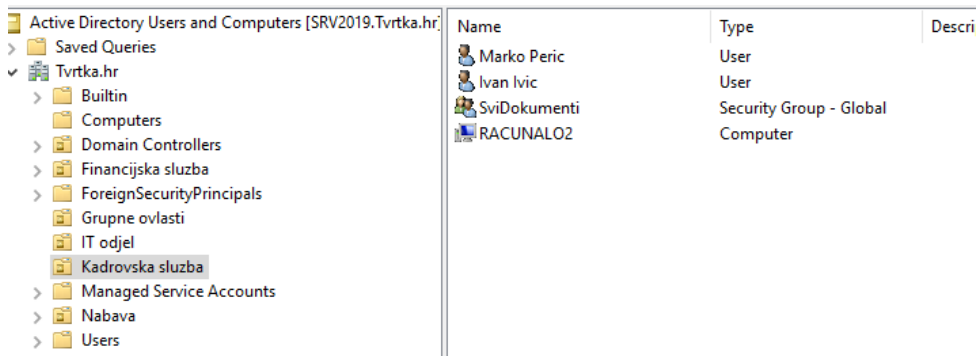 Active Directory Users and Computers [SRV2019.Tvrtka.hr]
Saved Queries
Tvrtka.hr
Builtin
Computers
Domain Controllers
Financijska sluzba
ForeignSecurityPrincipals
Grupne ovlasti
IT odjel
Kadrovska sluzba
Managed Service Accounts
Nabava
Users
Name Type Descri
Marko Peric User
Ivan Ivic User
SviDokumenti Security Group - Global
RACUNALO2 Computer